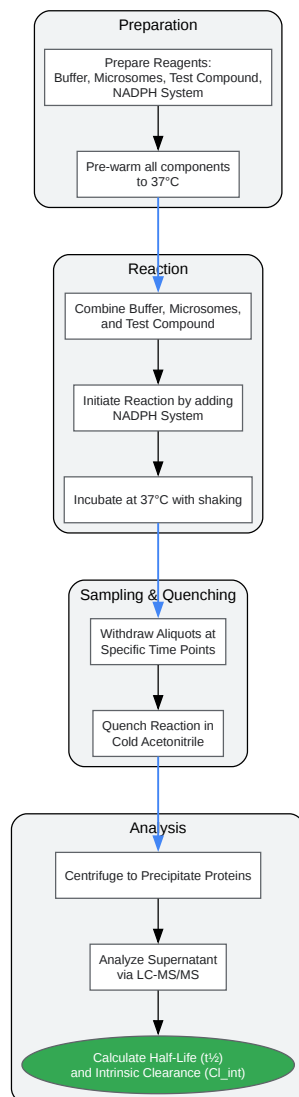 Preparation
Prepare Reagents:
Buffer, Microsomes, Test Compound,
NADPH System
Pre-warm all components
to 37°C
Reaction
Combine Buffer, Microsomes,
and Test Compound
Initiate Reaction by adding
NADPH System
Incubate at 37°C with shaking
Sampling & Quenching
Withdraw Aliquots at
Specific Time Points
Quench Reaction in
Cold Acetonitrile
Analysis
Centrifuge to Precipitate Proteins
Analyze Supernatant
via LC-MS/MS
Calculate Half-Life (t½)
and Intrinsic Clearance (Cl_int)